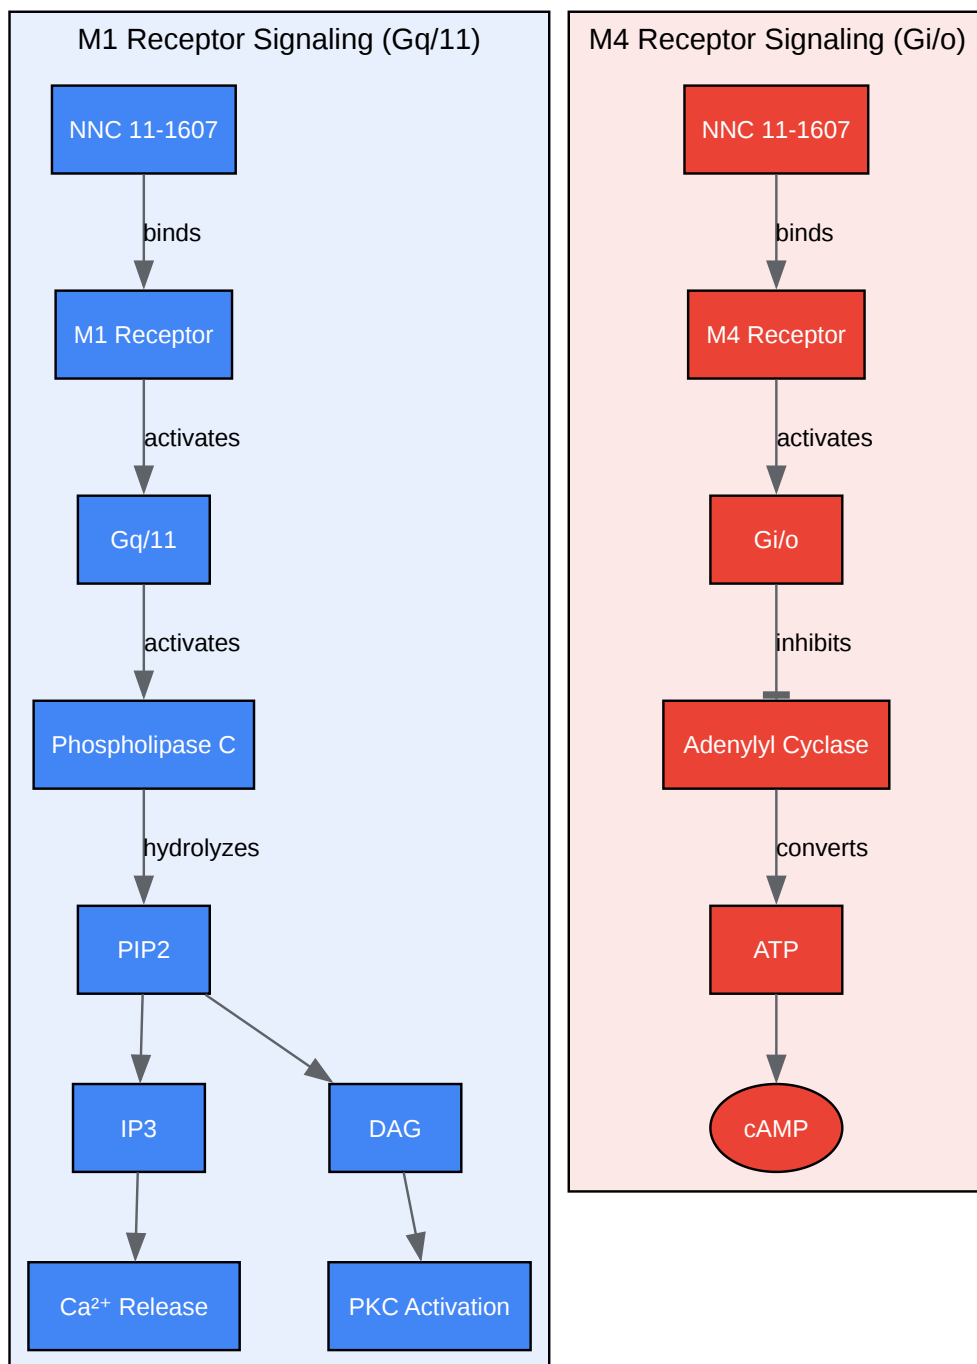 M1 Receptor Signaling (Gq/11)
NNC 11-1607
binds
M1 Receptor
activates
Gq/11
activates
Phospholipase C
hydrolyzes
PIP2
IP3
DAG
Ca²⁺ Release
PKC Activation
M4 Receptor Signaling (Gi/o)
NNC 11-1607
binds
M4 Receptor
activates
Gi/o
inhibits
Adenylyl Cyclase
converts
ATP
cAMP